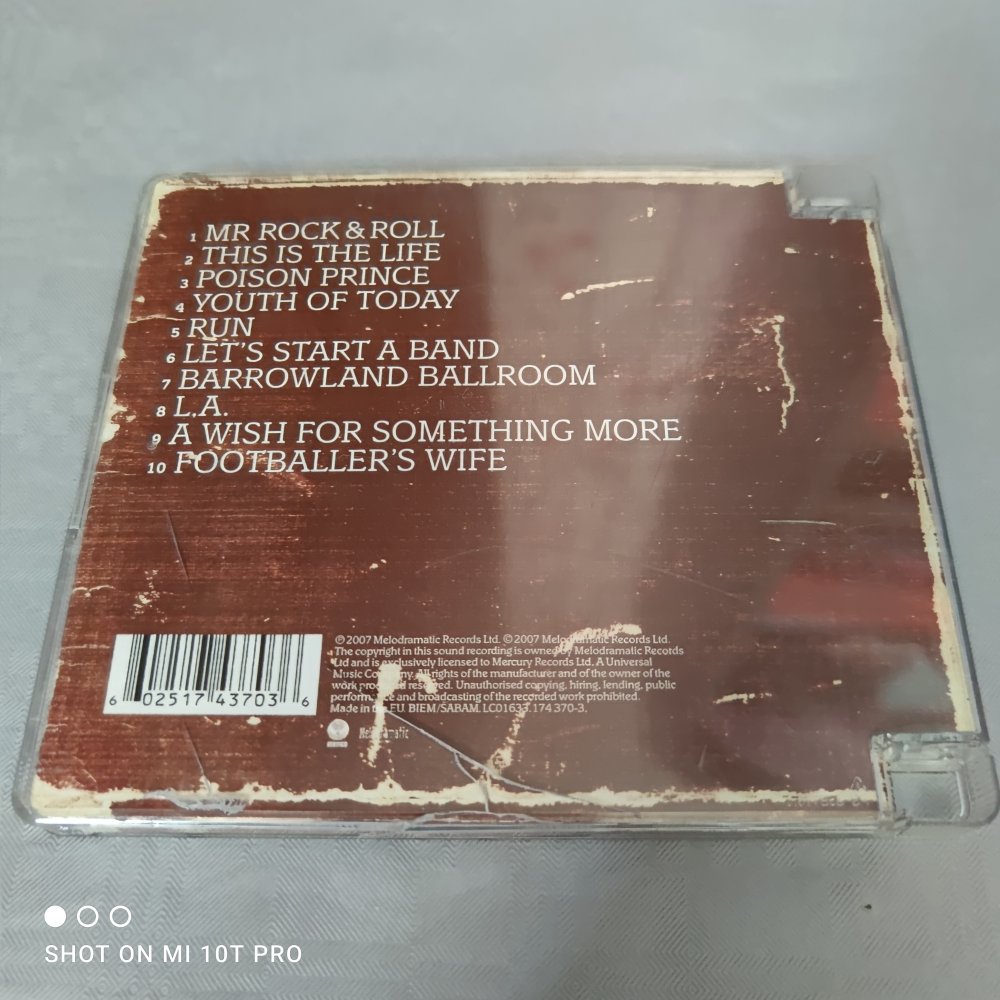 1 MR ROCK & ROLL
2 THIS IS THE LIFE
3 POISON PRINCE
4 YOUTH OF TODAY
5 RUN
6 LET'S START A BAND
7 BARROWLAND BALLROOM
8 L.A.
9 A WISH FOR SOMETHING MORE
10 FOOTBALLER'S WIFE
℗ 2007 Melodramatic Records Ltd. © 2007 Melodramatic Records Ltd.
The copyright in this sound recording is owned by Melodramatic Records
Ltd and is exclusively licensed to Mercury Records Ltd. A Universal
Music Company. All rights of the manufacturer and of the owner of the
work reserved. Unauthorised copying, hiring, lending, public
and broadcasting of the recorded work prohibited.
Made in the EU. BIEM/SABAM. LC01633. 174 370-3.
6 02517 43703 6
Melodramatic
SHOT ON MI 10T PRO